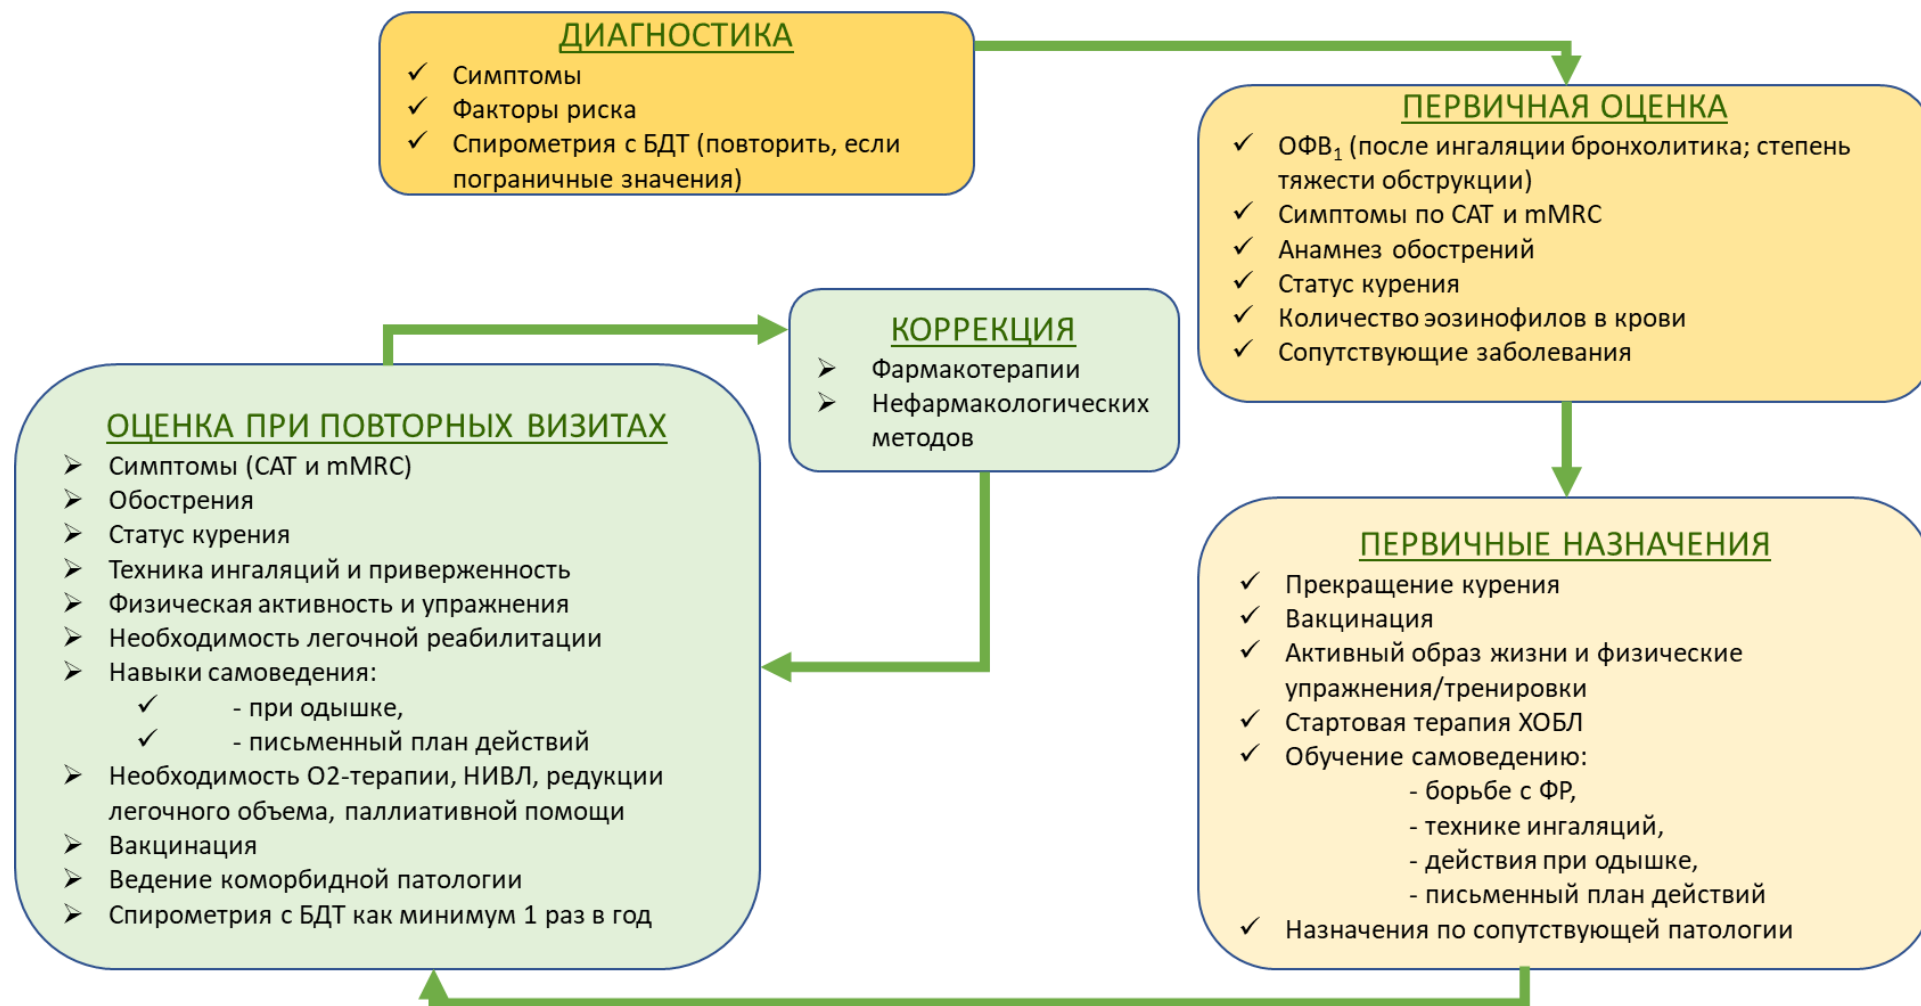 ДИАГНОСТИКА
✓ Симптомы
✓ Факторы риска
✓ Спирометрия с БДТ (повторить, если
пограничные значения)
ПЕРВИЧНАЯ ОЦЕНКА
✓ ОФВ₁ (после ингаляции бронхолитика; степень
тяжести обструкции)
✓ Симптомы по CAT и mMRC
✓ Анамнез обострений
✓ Статус курения
✓ Количество эозинофилов в крови
✓ Сопутствующие заболевания
ПЕРВИЧНЫЕ НАЗНАЧЕНИЯ
✓ Прекращение курения
✓ Вакцинация
✓ Активный образ жизни и физические
упражнения/тренировки
✓ Стартовая терапия ХОБЛ
✓ Обучение самоведению:
- борьбе с ФР,
- технике ингаляций,
- действия при одышке,
- письменный план действий
✓ Назначения по сопутствующей патологии
ОЦЕНКА ПРИ ПОВТОРНЫХ ВИЗИТАХ
➢ Симптомы (CAT и mMRC)
➢ Обострения
➢ Статус курения
➢ Техника ингаляций и приверженность
➢ Физическая активность и упражнения
➢ Необходимость легочной реабилитации
➢ Навыки самоведения:
✓ - при одышке,
✓ - письменный план действий
➢ Необходимость О2-терапии, НИВЛ, редукции
легочного объема, паллиативной помощи
➢ Вакцинация
➢ Ведение коморбидной патологии
➢ Спирометрия с БДТ как минимум 1 раз в год
КОРРЕКЦИЯ
➢ Фармакотерапии
➢ Нефармакологических
методов